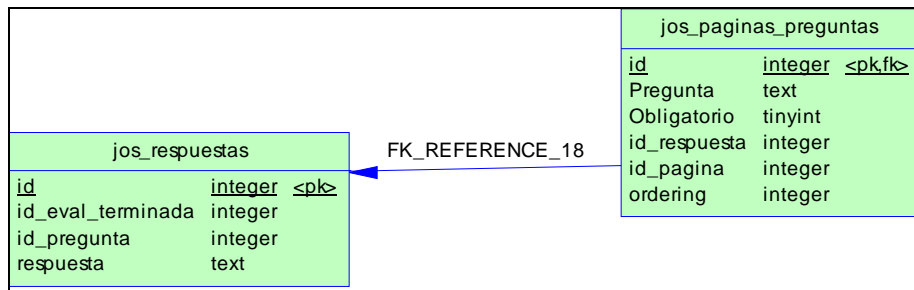 jos_paginas_preguntas
id integer <pk,fk>
Pregunta text
Obligatorio tinyint
id_respuesta integer
id_pagina integer
ordering integer
FK_REFERENCE_18
jos_respuestas
id integer <pk>
id_eval_terminada integer
id_pregunta integer
respuesta text